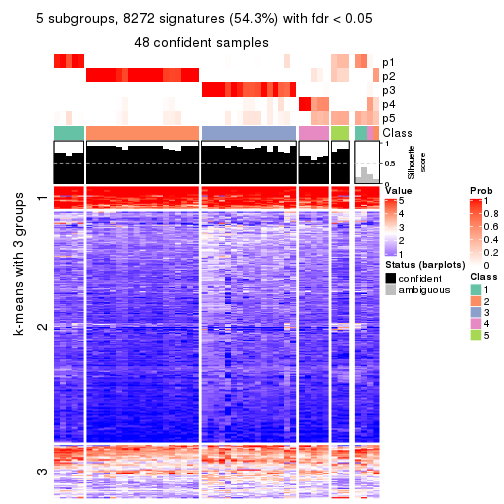 5 subgroups, 8272 signatures (54.3%) with fdr < 0.05
48 confident samples
p1
p2
p3
p4
p5
Class
1
0.5
0
Silhouette
score
k-means with 3 groups
1
2
3
Value
5
4
3
2
1
Status (barplots)
confident
ambiguous
Prob
1
0.8
0.6
0.4
0.2
0
Class
1
2
3
4
5